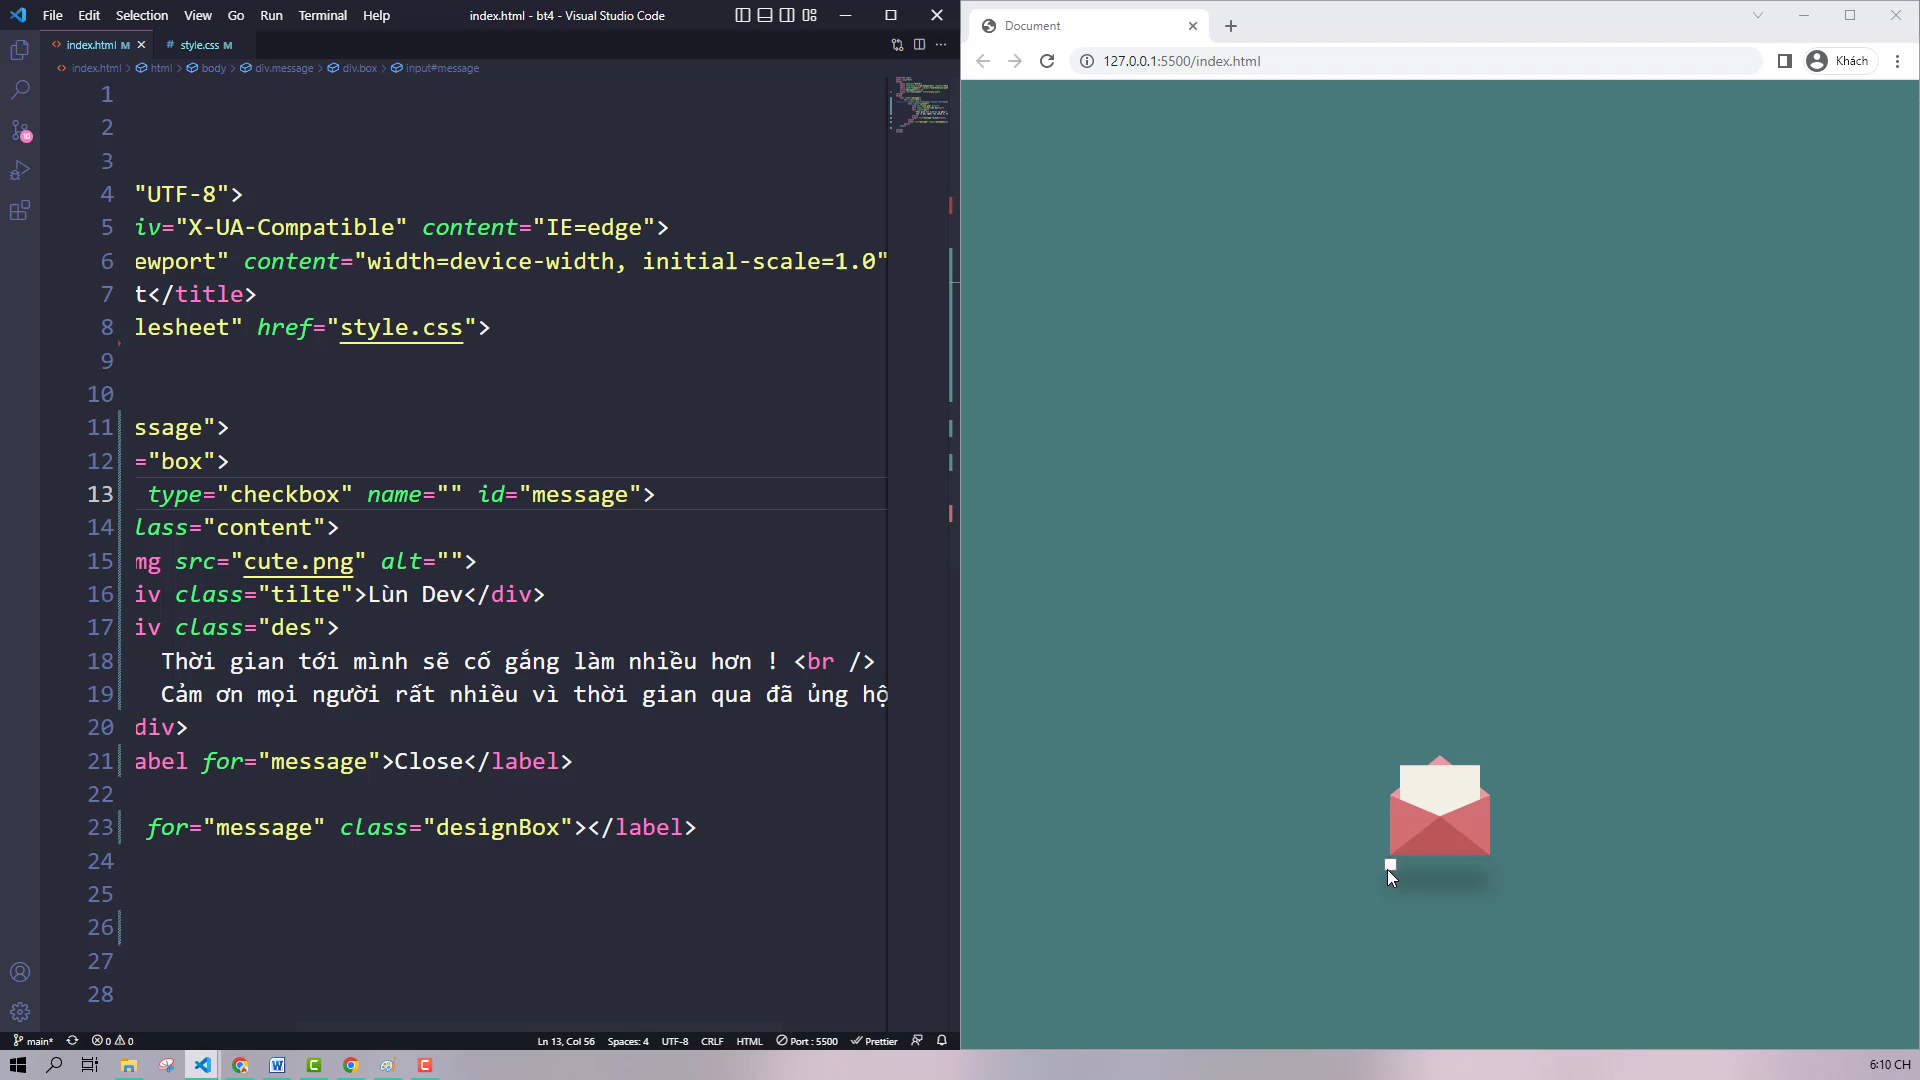 File Edit Selection View Go Run Terminal Help
index.html - bt4 - Visual Studio Code
index.html M
style.css M
index.html > html > body > div.message > div.box > input#message
1
2
3
4 "UTF-8">
5 iv="X-UA-Compatible" content="IE=edge">
6 ewport" content="width=device-width, initial-scale=1.0"
7 t</title>
8 lesheet" href="style.css">
9
10
11 ssage">
12 ="box">
13 type="checkbox" name="" id="message">
14 lass="content">
15 mg src="cute.png" alt="">
16 iv class="tilte">Lùn Dev</div>
17 iv class="des">
18 Thời gian tới mình sẽ cố gắng làm nhiều hơn ! <br />
19 Cảm ơn mọi người rất nhiều vì thời gian qua đã ủng hộ
20 div>
21 abel for="message">Close</label>
22
23 for="message" class="designBox"></label>
24
25
26
27
28
main* 0 0 Ln 13, Col 56 Spaces: 4 UTF-8 CRLF HTML Port : 5500 Prettier
Document
127.0.0.1:5500/index.html
Khách
6:10 CH